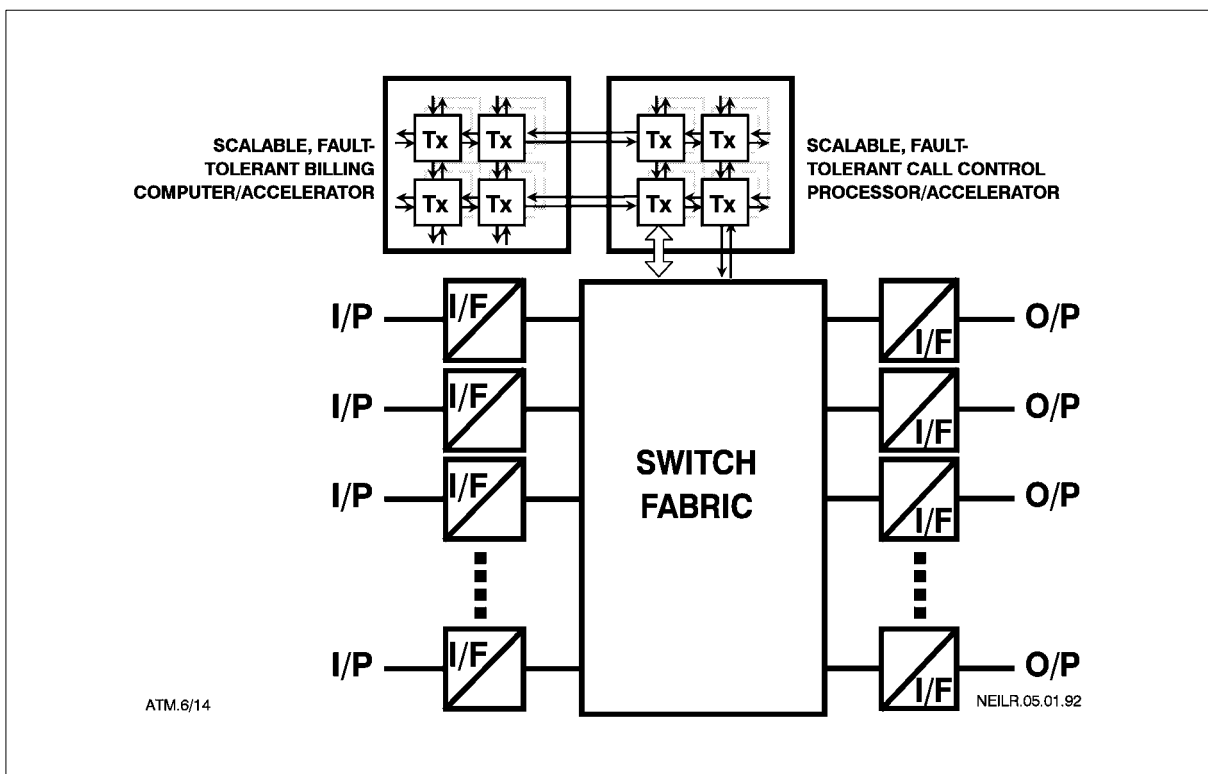 SCALABLE, FAULT-
TOLERANT BILLING
COMPUTER/ACCELERATOR
Tx Tx
Tx Tx
Tx Tx
Tx Tx
SCALABLE, FAULT-
TOLERANT CALL CONTROL
PROCESSOR/ACCELERATOR
I/P I/F
I/P I/F
I/P I/F
I/P I/F
SWITCH
FABRIC
I/F O/P
I/F O/P
I/F O/P
I/F O/P
ATM.6/14
NEILR.05.01.92